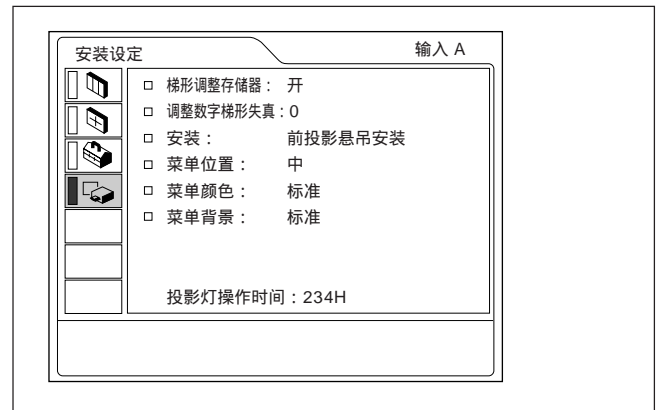 安装设定
输入 A
梯形调整存储器：开
调整数字梯形失真：0
安装：前投影悬吊安装
菜单位置：中
菜单颜色：标准
菜单背景：标准
投影灯操作时间：234H